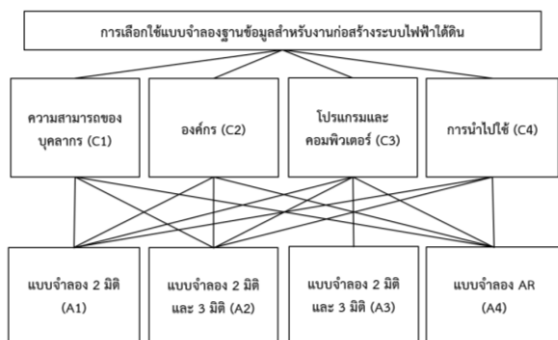 การเลือกใช้แบบจำลองฐานข้อมูลสำหรับงานก่อสร้างระบบไฟฟ้าใต้ดิน
ความสามารถของ
บุคลากร (C1)
องค์กร (C2)
โปรแกรมและ
คอมพิวเตอร์ (C3)
การนำไปใช้ (C4)
แบบจำลอง 2 มิติ
(A1)
แบบจำลอง 2 มิติ
และ 3 มิติ (A2)
แบบจำลอง 2 มิติ
และ 3 มิติ (A3)
แบบจำลอง AR
(A4)